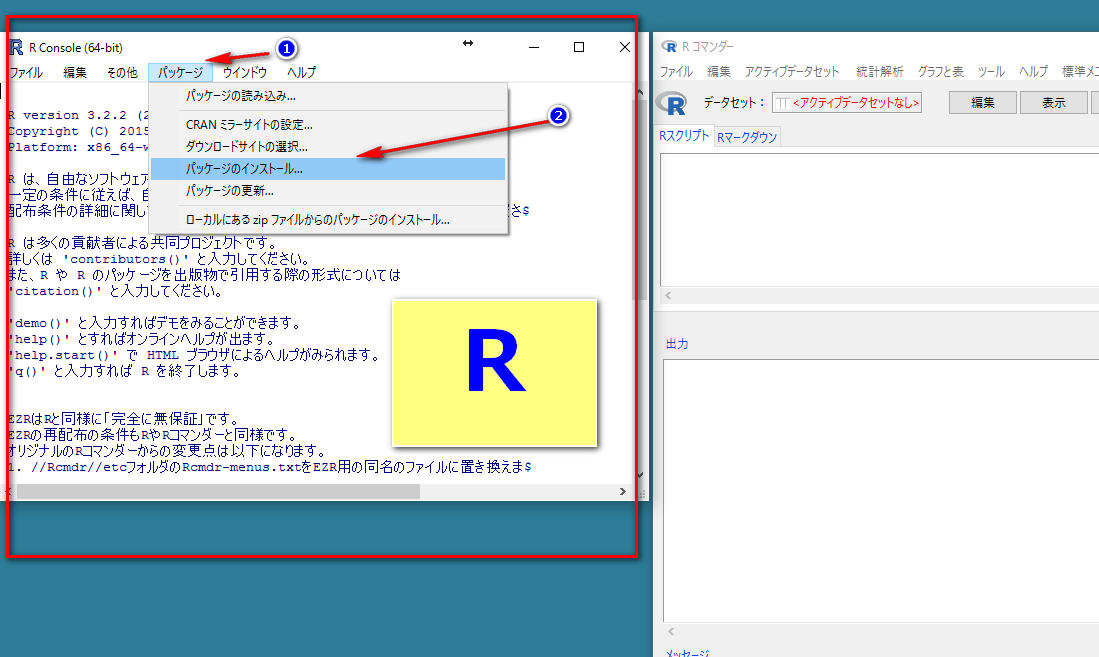 R Console (64-bit)
ファイル 編集 その他 パッケージ ウインドウ ヘルプ
1
パッケージの読み込み...
CRAN ミラーサイトの設定...
ダウンロードサイトの選択...
パッケージのインストール...
パッケージの更新...
ローカルにある zip ファイルからのパッケージのインストール...
2
R version 3.2.2 (2
Copyright (C) 2015
Platform: x86_64-w
R は、自由なソフトウェア
一定の条件に従えば、自
配布条件の詳細に関し
さ$
R は多くの貢献者による共同プロジェクトです。
詳しくは 'contributors()' と入力してください。
また、R や R のパッケージを出版物で引用する際の形式については
'citation()' と入力してください。
'demo()' と入力すればデモをみることができます。
'help()' とすればオンラインヘルプが出ます。
'help.start()' で HTML ブラウザによるヘルプがみられます。
'q()' と入力すれば R を終了します。
EZRはRと同様に「完全に無保証」です。
EZRの再配布の条件もRやRコマンダーと同様です。
オリジナルのRコマンダーからの変更点は以下になります。
1. //Rcmdr//etcフォルダのRcmdr-menus.txtをEZR用の同名のファイルに置き換えま$
R
R コマンダー
ファイル 編集 アクティブデータセット 統計解析 グラフと表 ツール ヘルプ 標準メニ
R データセット： <アクティブデータセットなし> 編集 表示
Rスクリプト Rマークダウン
出力
メッセージ